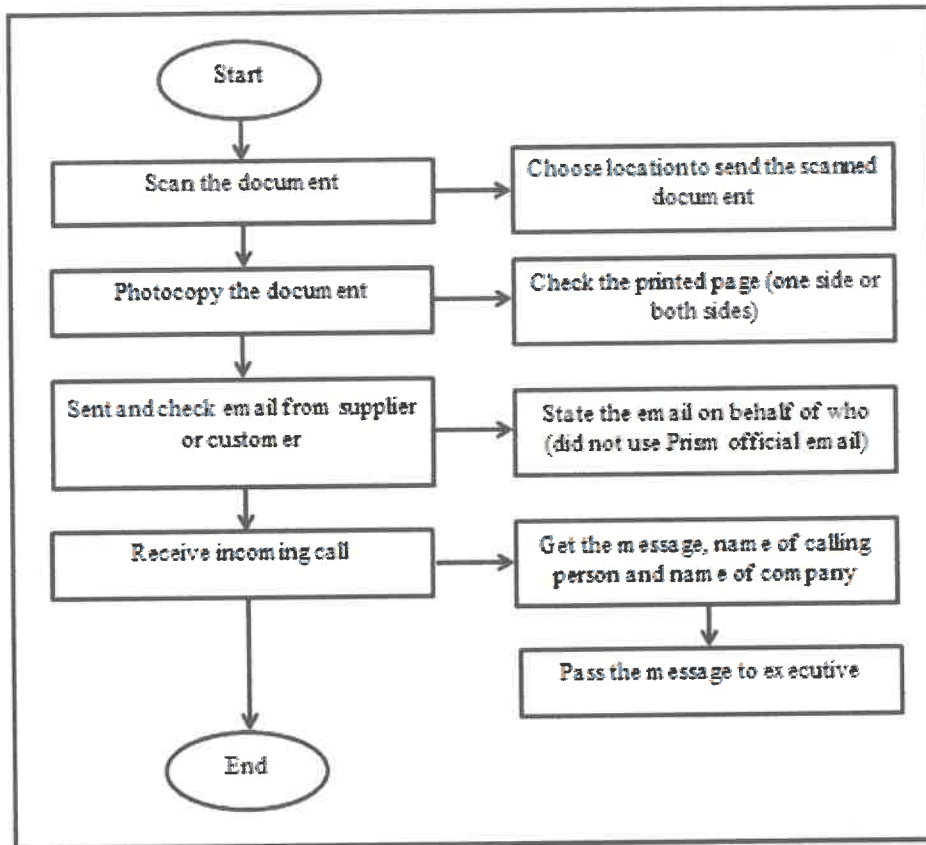 Start
Scan the document
Choose location to send the scanned
document
Photocopy the document
Check the printed page (one side or
both sides)
Sent and check email from supplier
or customer
State the email on behalf of who
(did not use Prism official email)
Receive incoming call
Get the message, name of calling
person and name of company
Pass the message to executive
End